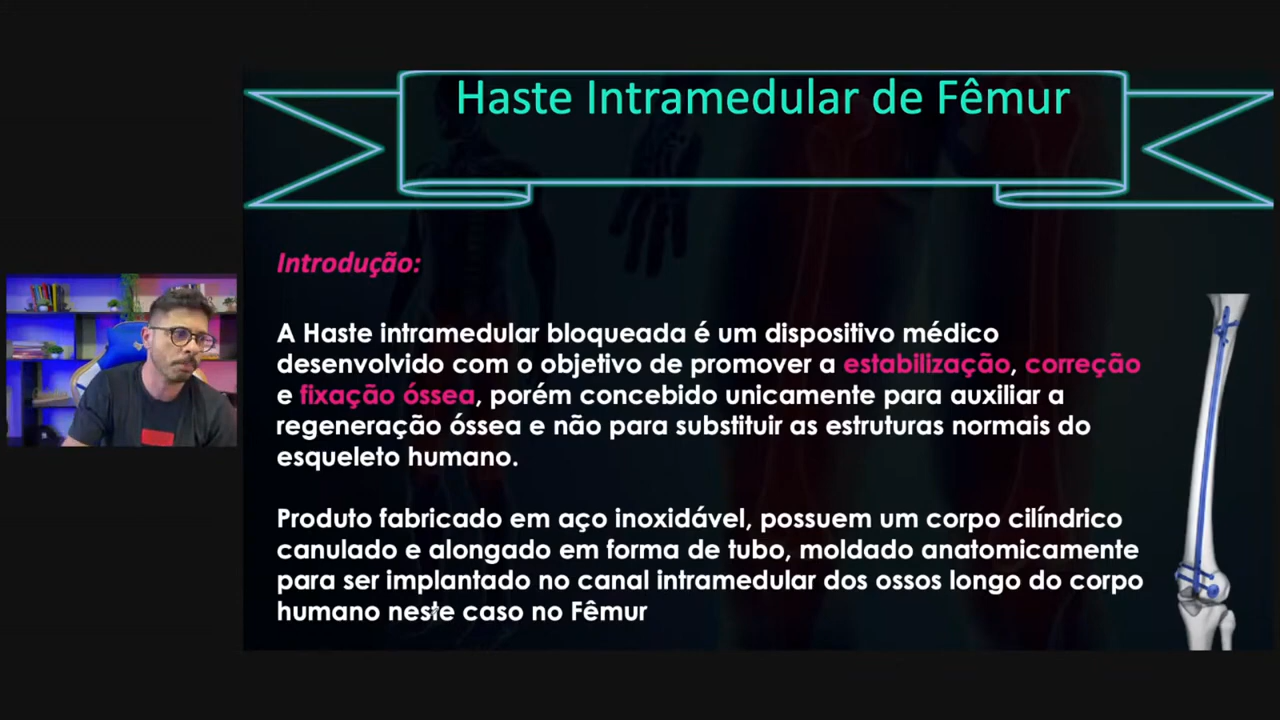 Haste Intramedular de Fêmur
Introdução:
A Haste intramedular bloqueada é um dispositivo médico
desenvolvido com o objetivo de promover a estabilização, correção
e fixação óssea, porém concebido unicamente para auxiliar a
regeneração óssea e não para substituir as estruturas normais do
esqueleto humano.
Produto fabricado em aço inoxidável, possuem um corpo cilíndrico
canulado e alongado em forma de tubo, moldado anatomicamente
para ser implantado no canal intramedular dos ossos longo do corpo
humano neste caso no Fêmur